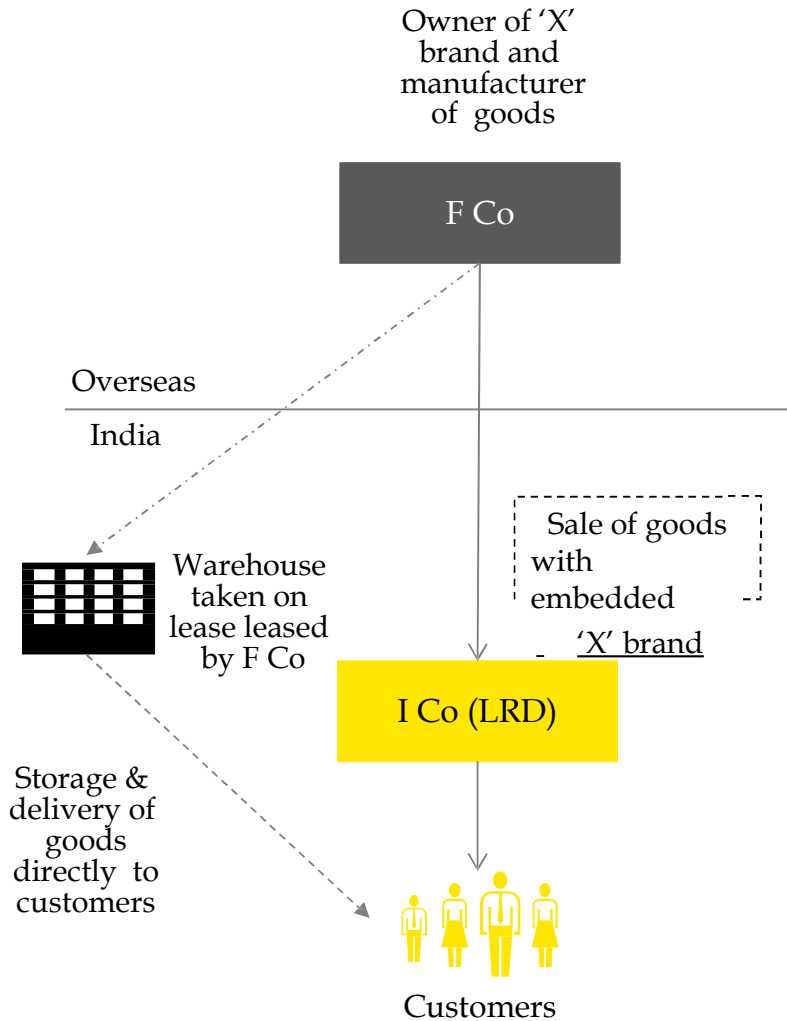 Owner of ‘X’
brand and
manufacturer
of goods
F Co
Overseas
India
Sale of goods
with
embedded
‘X’ brand
Warehouse
taken on
lease leased
by F Co
I Co (LRD)
Storage &
delivery of
goods
directly to
customers
Customers